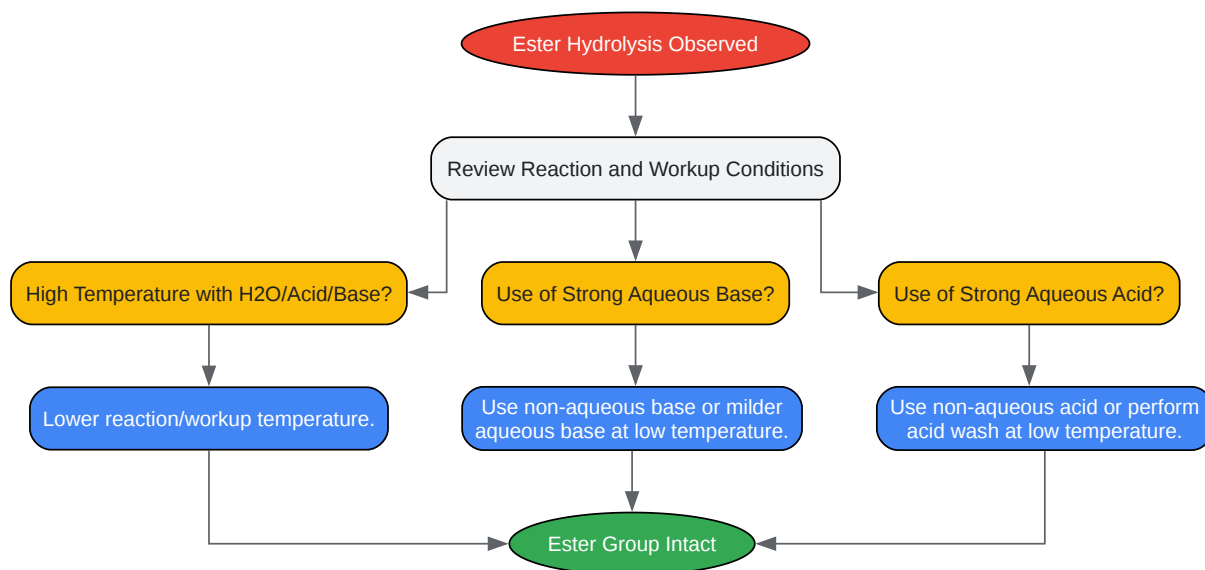 Ester Hydrolysis Observed
Review Reaction and Workup Conditions
High Temperature with H2O/Acid/Base?
Use of Strong Aqueous Base?
Use of Strong Aqueous Acid?
Lower reaction/workup temperature.
Use non-aqueous base or milder
aqueous base at low temperature.
Use non-aqueous acid or perform
acid wash at low temperature.
Ester Group Intact